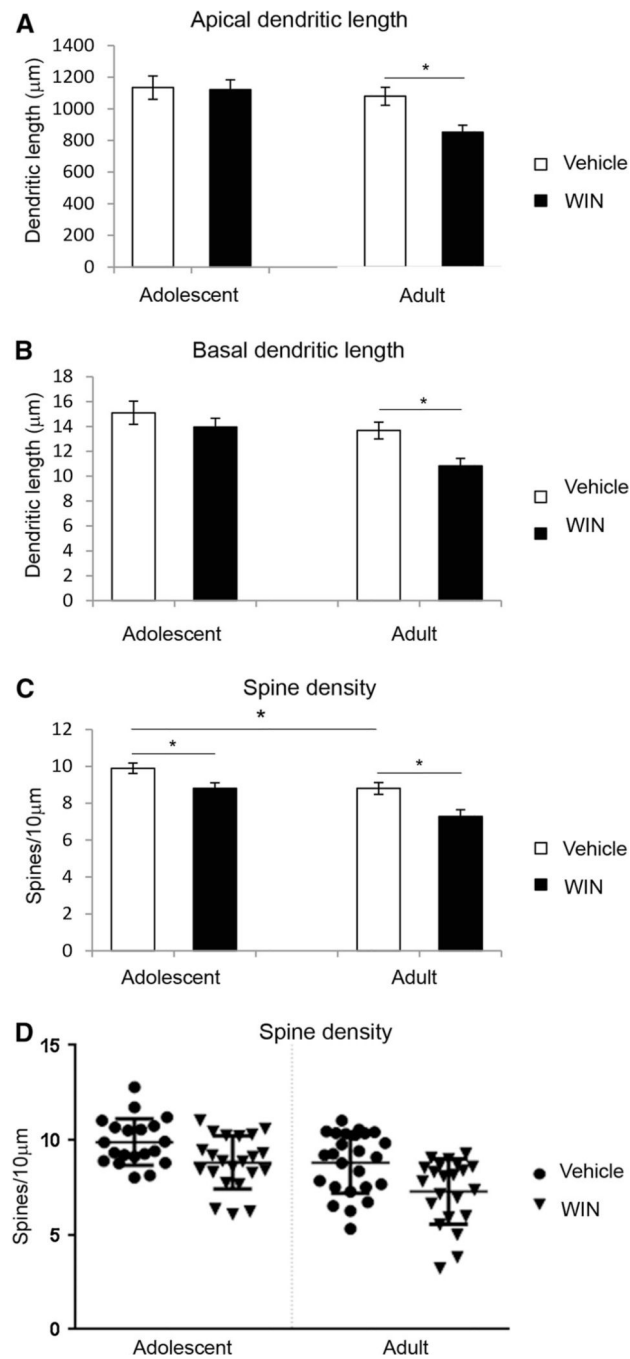 A
Apical dendritic length
Dendritic length (μm)
1400
1200
1000
800
600
400
200
0
*
Adolescent
Adult
Vehicle
WIN
B
Basal dendritic length
Dendritic length (μm)
18
16
14
12
10
8
6
4
2
0
*
Adolescent
Adult
Vehicle
WIN
C
Spine density
Spines/10μm
12
10
8
6
4
2
0
*
*
*
Adolescent
Adult
Vehicle
WIN
D
Spine density
Spines/10μm
15
10
5
0
Adolescent
Adult
Vehicle
WIN